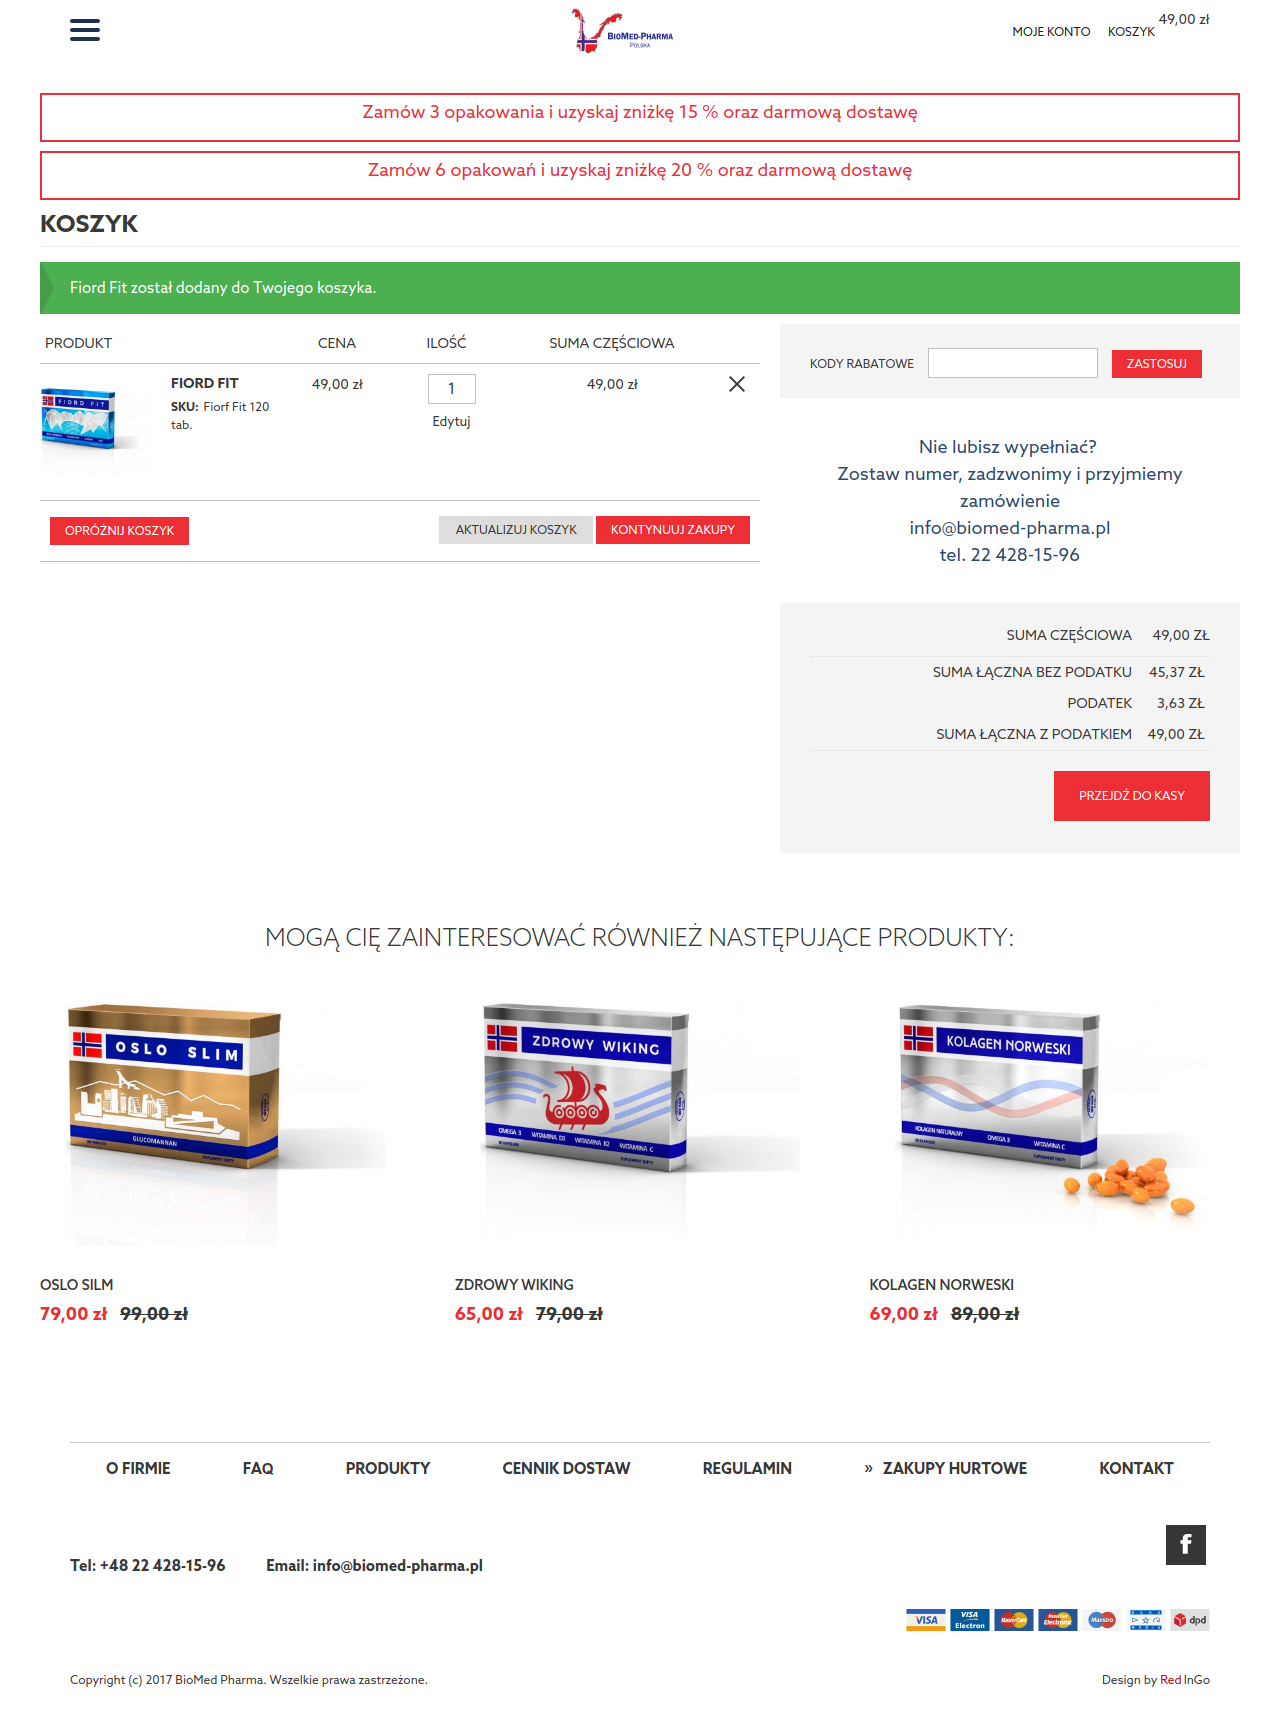 BIOMED-PHARMA
POLSKA
MOJE KONTO KOSZYK 49,00 zł
Zamów 3 opakowania i uzyskaj zniżkę 15 % oraz darmową dostawę
Zamów 6 opakowań i uzyskaj zniżkę 20 % oraz darmową dostawę
KOSZYK
Fiord Fit został dodany do Twojego koszyka.
PRODUKT CENA ILOŚĆ SUMA CZĘŚCIOWA
FIORD FIT
FIORD FIT 49,00 zł 1 49,00 zł
SKU: Fiorf Fit 120
tab.
Edytuj
OPRÓŻNIJ KOSZYK AKTUALIZUJ KOSZYK KONTYNUUJ ZAKUPY
KODY RABATOWE ZASTOSUJ
Nie lubisz wypełniać?
Zostaw numer, zadzwonimy i przyjmiemy
zamówienie
info@biomed-pharma.pl
tel. 22 428-15-96
SUMA CZĘŚCIOWA 49,00 ZŁ
SUMA ŁĄCZNA BEZ PODATKU 45,37 ZŁ
PODATEK 3,63 ZŁ
SUMA ŁĄCZNA Z PODATKIEM 49,00 ZŁ
PRZEJDŹ DO KASY
MOGĄ CIĘ ZAINTERESOWAĆ RÓWNIEŻ NASTĘPUJĄCE PRODUKTY:
OSLO SLIM
GLUCOMANNAN
ZDROWY WIKING
OMEGA 3 WITAMINA D3 WITAMINA K2 WITAMINA C
KOLAGEN NORWESKI
KOLAGEN NATURALNY OMEGA 3 WITAMINA C
OSLO SILM
79,00 zł 99,00 zł
ZDROWY WIKING
65,00 zł 79,00 zł
KOLAGEN NORWESKI
69,00 zł 89,00 zł
O FIRMIE FAQ PRODUKTY CENNIK DOSTAW REGULAMIN » ZAKUPY HURTOWE KONTAKT
f
Tel: +48 22 428-15-96 Email: info@biomed-pharma.pl
VISA VISA Electron MasterCard MasterCard Electronic Maestro BLUE MEDIA dpd
Copyright (c) 2017 BioMed Pharma. Wszelkie prawa zastrzeżone. Design by Red InGo